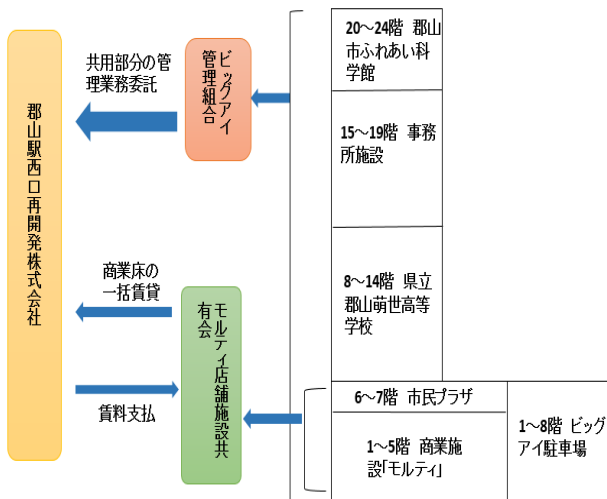 郡山駅西口再開発株式会社
共用部分の管
理業務委託
ビックアイ
管理組合
商業床の
一括賃貸
賃料支払
モルティ店舗施設共
有会
20～24階 郡山
市ふれあい科
学館
15～19階 事務
所施設
8～14階 県立
郡山萌世高等
学校
6～7階 市民プラザ
1～5階 商業施
設「モルティ」
1～8階 ビッグ
アイ駐車場